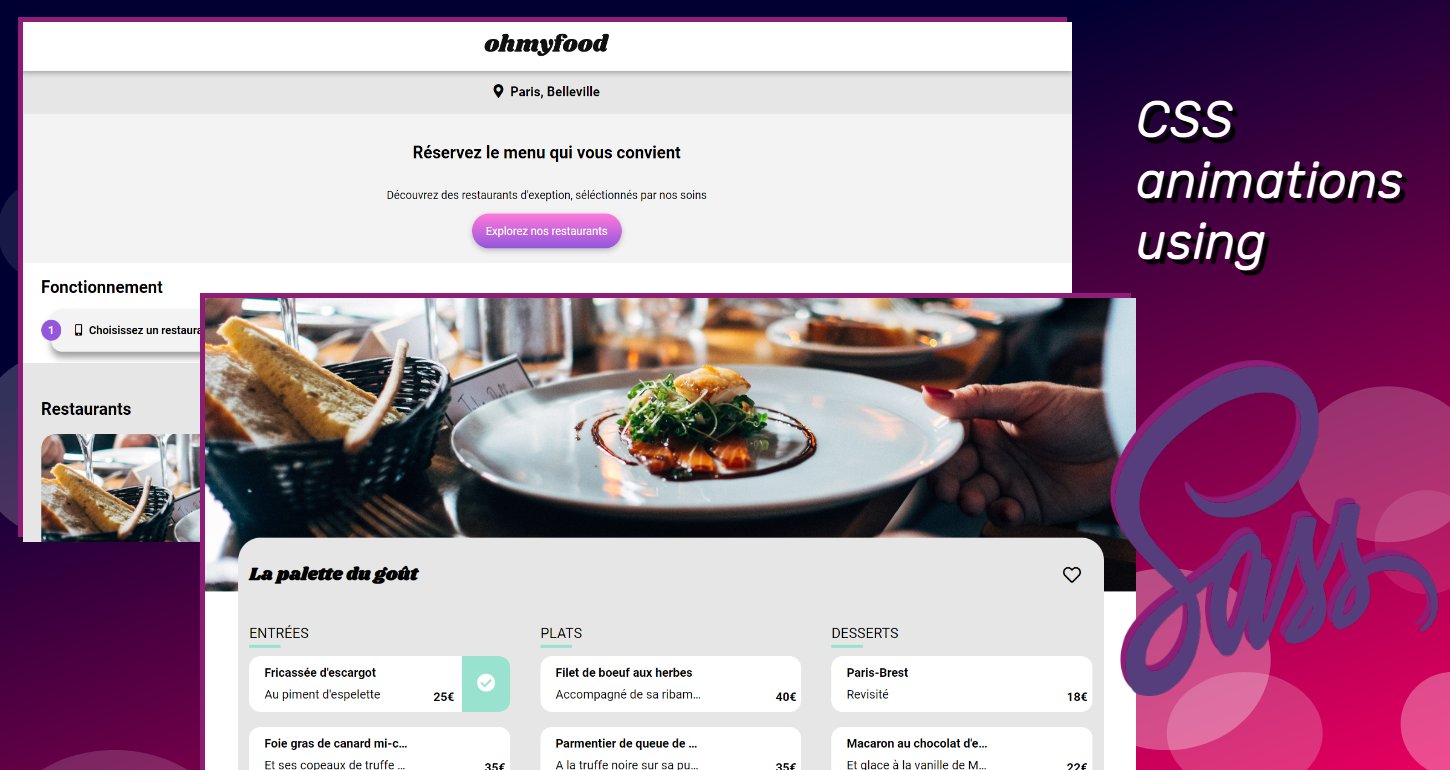 ohmyfood
Paris, Belleville
Réservez le menu qui vous convient
Découvrez des restaurants d'exeption, séléctionnés par nos soins
Explorez nos restaurants
Fonctionnement
1 Choisissez un restaura
Restaurants
La palette du goût
ENTRÉES
Fricassée d'escargot
Au piment d'espelette 25€
Foie gras de canard mi-c...
Et ses copeaux de truffe ... 35€
PLATS
Filet de boeuf aux herbes
Accompagné de sa ribam... 40€
Parmentier de queue de ...
A la truffe noire sur sa pu... 35€
DESSERTS
Paris-Brest
Revisité 18€
Macaron au chocolat d'e...
Et glace à la vanille de M... 22€
CSS
animations
using
Sass